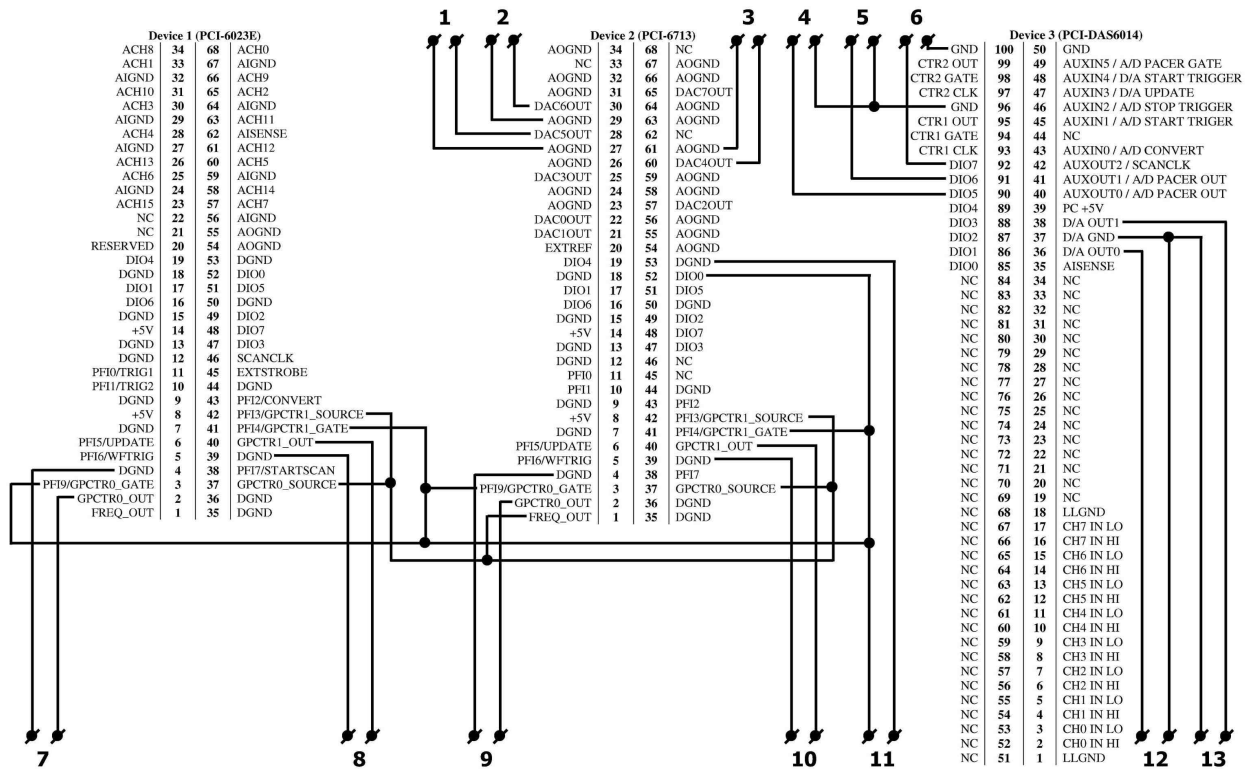 1 2 3 4 5 6
Device 1 (PCI-6023E)
ACH8 34 68 ACH0
ACH1 33 67 AIGND
AIGND 32 66 ACH9
ACH10 31 65 ACH2
ACH3 30 64 AIGND
AIGND 29 63 ACH11
ACH4 28 62 AISENSE
AIGND 27 61 ACH12
ACH13 26 60 ACH5
ACH6 25 59 AIGND
AIGND 24 58 ACH14
ACH15 23 57 ACH7
NC 22 56 AIGND
NC 21 55 AOGND
RESERVED 20 54 AOGND
DIO4 19 53 DGND
DGND 18 52 DIO0
DIO1 17 51 DIO5
DIO6 16 50 DGND
DGND 15 49 DIO2
+5V 14 48 DIO7
DGND 13 47 DIO3
DGND 12 46 SCANCLK
PFI0/TRIG1 11 45 EXTSTROBE
PFI1/TRIG2 10 44 DGND
DGND 9 43 PFI2/CONVERT
+5V 8 42 PFI3/GPCTR1_SOURCE
DGND 7 41 PFI4/GPCTR1_GATE
PFI5/UPDATE 6 40 GPCTR1_OUT
PFI6/WFTRIG 5 39 DGND
DGND 4 38 PFI7/STARTSCAN
PFI9/GPCTR0_GATE 3 37 GPCTR0_SOURCE
GPCTR0_OUT 2 36 DGND
FREQ_OUT 1 35 DGND
Device 2 (PCI-6713)
AOGND 34 68 NC
NC 33 67 AOGND
AOGND 32 66 AOGND
AOGND 31 65 DAC7OUT
DAC6OUT 30 64 AOGND
AOGND 29 63 AOGND
DAC5OUT 28 62 NC
AOGND 27 61 AOGND
AOGND 26 60 DAC4OUT
DAC3OUT 25 59 AOGND
AOGND 24 58 AOGND
AOGND 23 57 DAC2OUT
DAC0OUT 22 56 AOGND
DAC1OUT 21 55 AOGND
EXTREF 20 54 AOGND
DIO4 19 53 DGND
DGND 18 52 DIO0
DIO1 17 51 DIO5
DIO6 16 50 DGND
DGND 15 49 DIO2
+5V 14 48 DIO7
DGND 13 47 DIO3
DGND 12 46 NC
PFI0 11 45 NC
PFI1 10 44 DGND
DGND 9 43 PFI2
+5V 8 42 PFI3/GPCTR1_SOURCE
DGND 7 41 PFI4/GPCTR1_GATE
PFI5/UPDATE 6 40 GPCTR1_OUT
PFI6/WFTRIG 5 39 DGND
DGND 4 38 PFI7
PFI9/GPCTR0_GATE 3 37 GPCTR0_SOURCE
GPCTR0_OUT 2 36 DGND
FREQ_OUT 1 35 DGND
Device 3 (PCI-DAS6014)
GND 100 50 GND
CTR2 OUT 99 49 AUXIN5 / A/D PACER GATE
CTR2 GATE 98 48 AUXIN4 / D/A START TRIGGER
CTR2 CLK 97 47 AUXIN3 / D/A UPDATE
GND 96 46 AUXIN2 / A/D STOP TRIGGER
CTR1 OUT 95 45 AUXIN1 / A/D START TRIGER
CTR1 GATE 94 44 NC
CTR1 CLK 93 43 AUXIN0 / A/D CONVERT
DIO7 92 42 AUXOUT2 / SCANCLK
DIO6 91 41 AUXOUT1 / A/D PACER OUT
DIO5 90 40 AUXOUT0 / A/D PACER OUT
DIO4 89 39 PC +5V
DIO3 88 38 D/A OUT1
DIO2 87 37 D/A GND
DIO1 86 36 D/A OUT0
DIO0 85 35 AISENSE
NC 84 34 NC
NC 83 33 NC
NC 82 32 NC
NC 81 31 NC
NC 80 30 NC
NC 79 29 NC
NC 78 28 NC
NC 77 27 NC
NC 76 26 NC
NC 75 25 NC
NC 74 24 NC
NC 73 23 NC
NC 72 22 NC
NC 71 21 NC
NC 70 20 NC
NC 69 19 NC
NC 68 18 LLGND
NC 67 17 CH7 IN LO
NC 66 16 CH7 IN HI
NC 65 15 CH6 IN LO
NC 64 14 CH6 IN HI
NC 63 13 CH5 IN LO
NC 62 12 CH5 IN HI
NC 61 11 CH4 IN LO
NC 60 10 CH4 IN HI
NC 59 9 CH3 IN LO
NC 58 8 CH3 IN HI
NC 57 7 CH2 IN LO
NC 56 6 CH2 IN HI
NC 55 5 CH1 IN LO
NC 54 4 CH1 IN HI
NC 53 3 CH0 IN LO
NC 52 2 CH0 IN HI
NC 51 1 LLGND
7 8 9 10 11 12 13